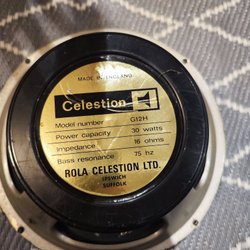 MADE IN ENGLAND
Celestion
Model number G12H
Power capacity 30 watts
Impedance 16 ohms
Bass resonance 75 hz
ROLA CELESTION LTD.
IPSWICH
SUFFOLK